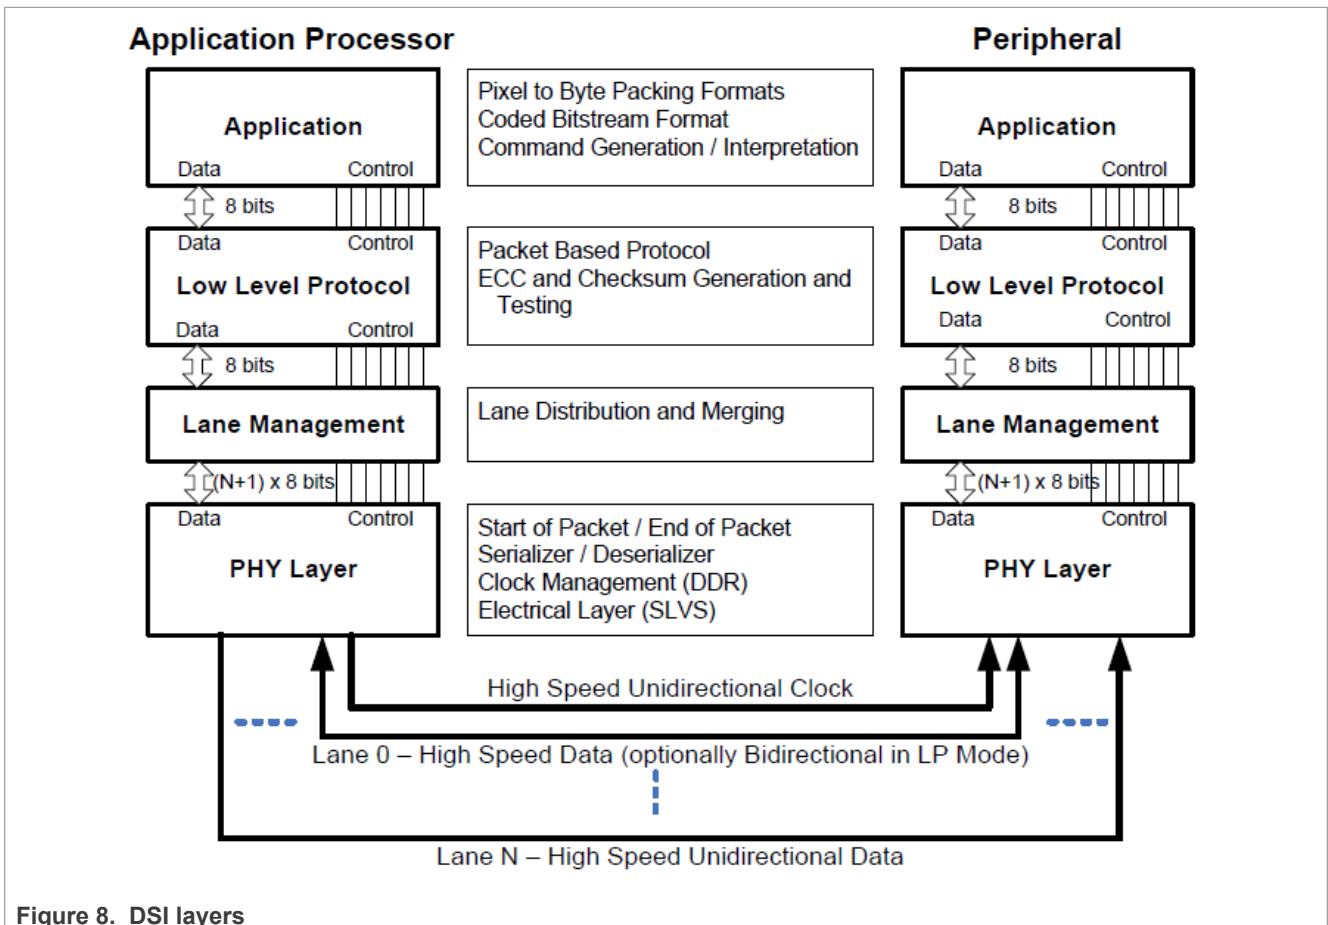 Application Processor
Peripheral
Application
Data Control
Pixel to Byte Packing Formats
Coded Bitstream Format
Command Generation / Interpretation
Application
Data Control
8 bits
8 bits
Data Control
Low Level Protocol
Data Control
Packet Based Protocol
ECC and Checksum Generation and
Testing
Data Control
Low Level Protocol
Data Control
8 bits
8 bits
Lane Management
Lane Distribution and Merging
Lane Management
(N+1) x 8 bits
(N+1) x 8 bits
Data Control
PHY Layer
Start of Packet / End of Packet
Serializer / Deserializer
Clock Management (DDR)
Electrical Layer (SLVS)
Data Control
PHY Layer
High Speed Unidirectional Clock
Lane 0 – High Speed Data (optionally Bidirectional in LP Mode)
Lane N – High Speed Unidirectional Data
Figure 8. DSI layers